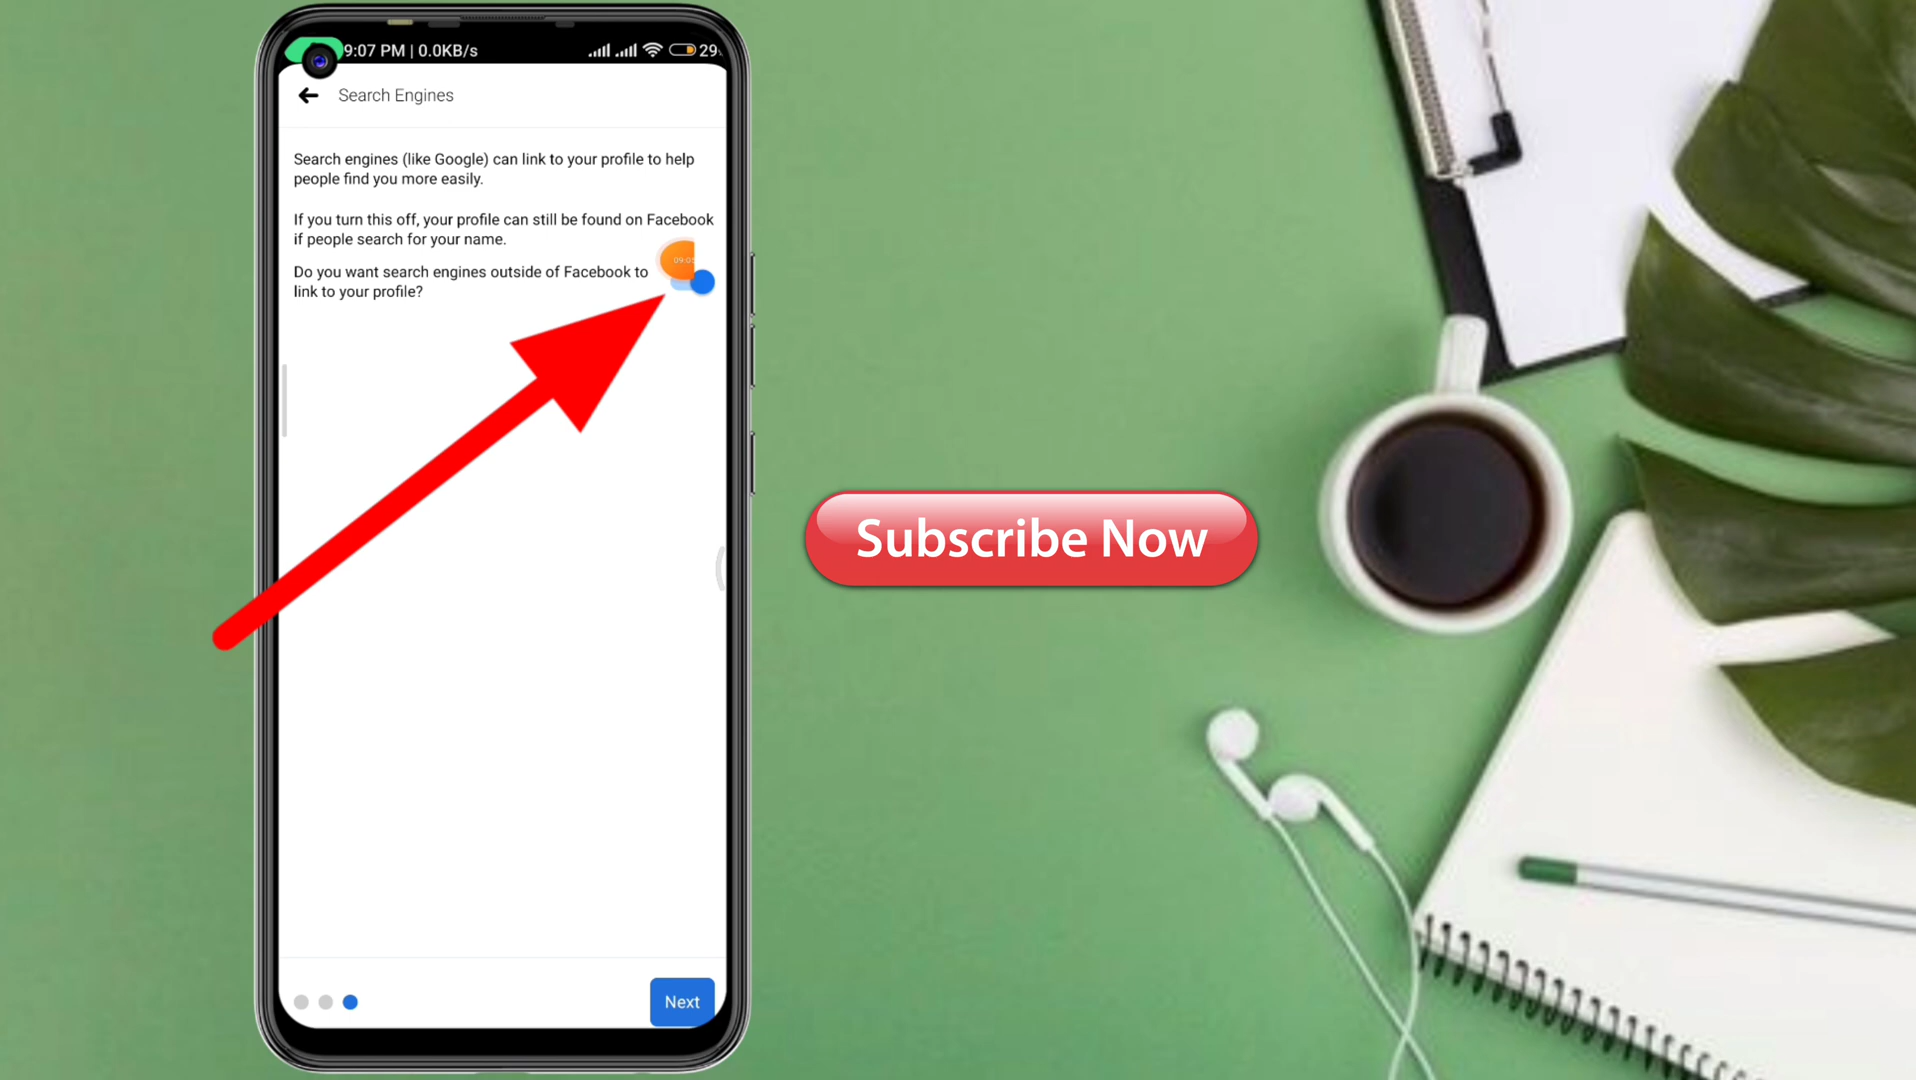 9:07 PM | 0.0KB/s
29
Search Engines
Search engines (like Google) can link to your profile to help
people find you more easily.
If you turn this off, your profile can still be found on Facebook
if people search for your name.
Do you want search engines outside of Facebook to
link to your profile?
Subscribe Now
Next